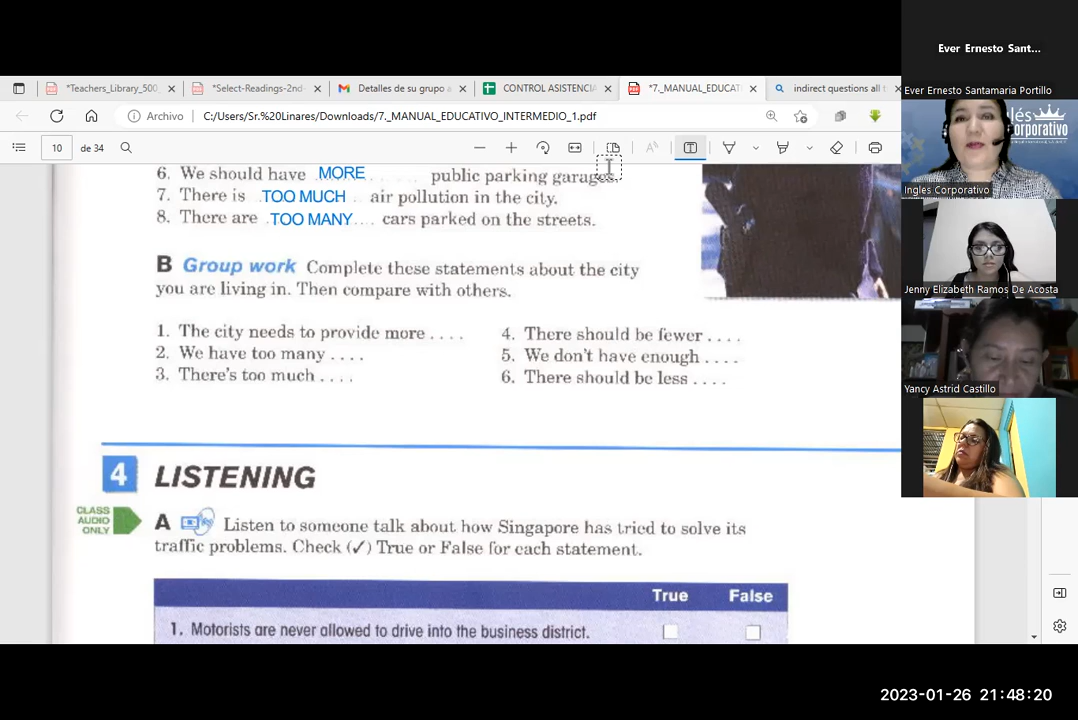 Ever Ernesto Sant...
Ever Ernesto Santamaria Portillo
*Teachers_Library_500_
*Select-Readings-2nd-
Detalles de su grupo a
CONTROL ASISTENCIA
*7._MANUAL_EDUCAT
indirect questions all t
Archivo
C:/Users/Sr.%20Linares/Downloads/7._MANUAL_EDUCATIVO_INTERMEDIO_1.pdf
10
de 34
6. We should have MORE public parking garages.
7. There is TOO MUCH air pollution in the city.
8. There are TOO MANY cars parked on the streets.
B Group work Complete these statements about the city
you are living in. Then compare with others.
1. The city needs to provide more . . . .
2. We have too many . . . .
3. There's too much . . . .
4. There should be fewer . . . .
5. We don't have enough . . . .
6. There should be less . . . .
4 LISTENING
CLASS
AUDIO
ONLY
A Listen to someone talk about how Singapore has tried to solve its
traffic problems. Check (✓) True or False for each statement.
True False
1. Motorists are never allowed to drive into the business district.
lés
orporativo
Ingles Corporativo
Jenny Elizabeth Ramos De Acosta
Yancy Astrid Castillo
2023-01-26 21:48:20